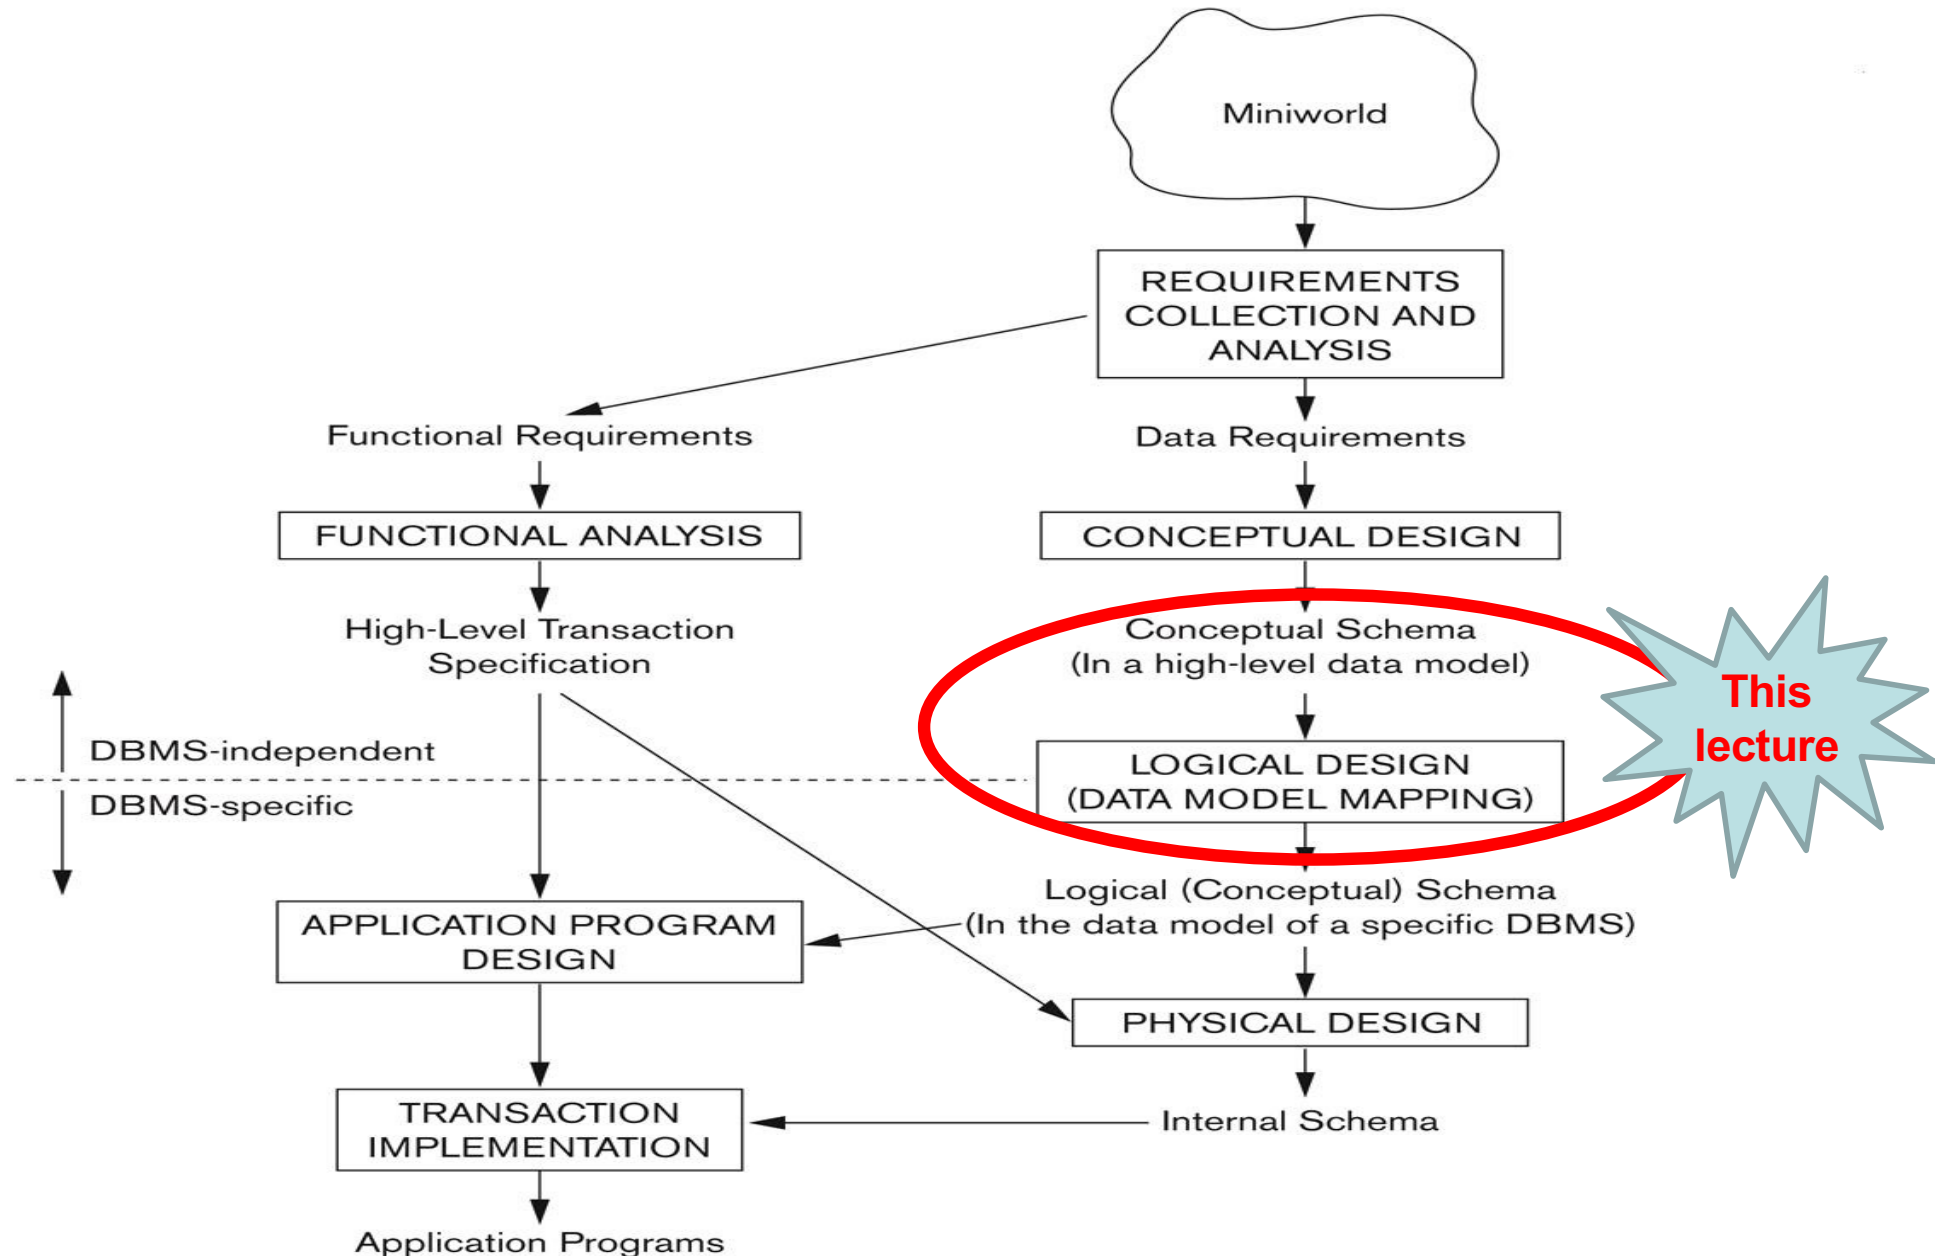 Miniworld
REQUIREMENTS
COLLECTION AND
ANALYSIS
Functional Requirements
Data Requirements
FUNCTIONAL ANALYSIS
CONCEPTUAL DESIGN
High-Level Transaction
Specification
Conceptual Schema
(In a high-level data model)
This
lecture
DBMS-independent
DBMS-specific
LOGICAL DESIGN
(DATA MODEL MAPPING)
Logical (Conceptual) Schema
(In the data model of a specific DBMS)
APPLICATION PROGRAM
DESIGN
PHYSICAL DESIGN
TRANSACTION
IMPLEMENTATION
Internal Schema
Application Programs